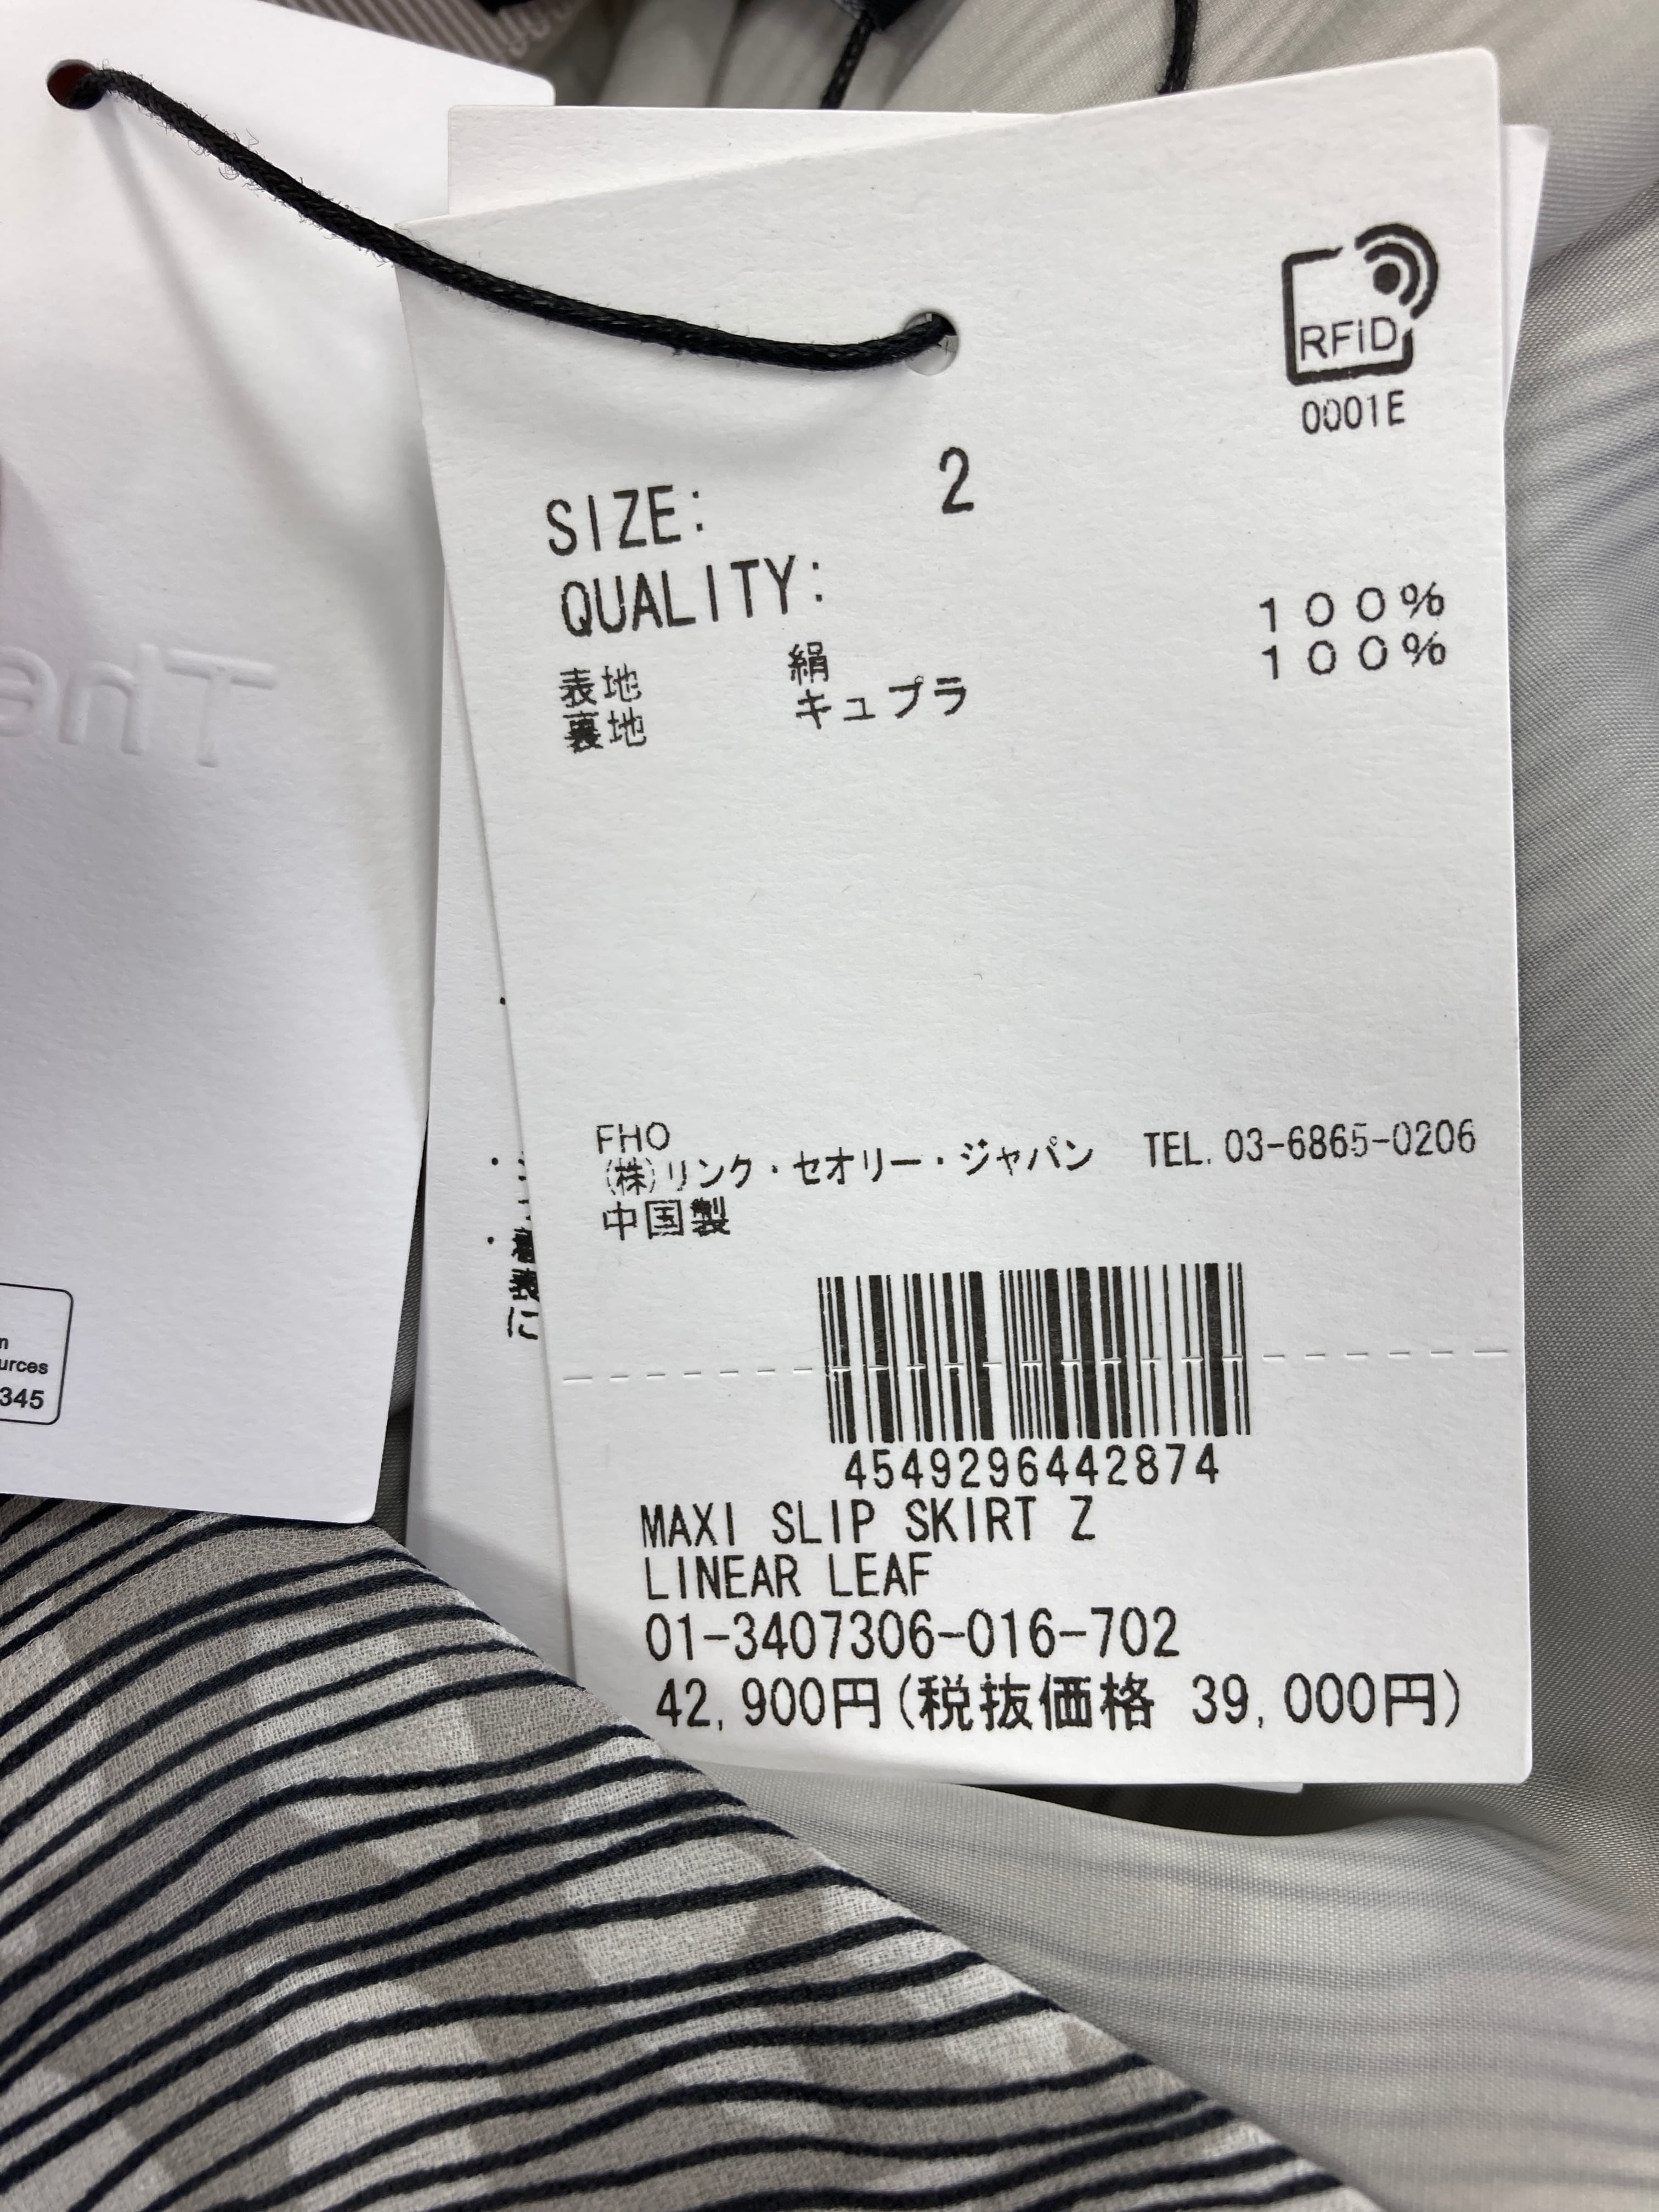 RFiD
0001E
SIZE: 2
QUALITY:
表地 絹 100%
裏地 キュプラ 100%
FHO
(株)リンク・セオリー・ジャパン TEL. 03-6865-0206
中国製
4549296442874
MAXI SLIP SKIRT Z
LINEAR LEAF
01-3407306-016-702
42,900円(税抜価格 39,000円)
urces
345
に